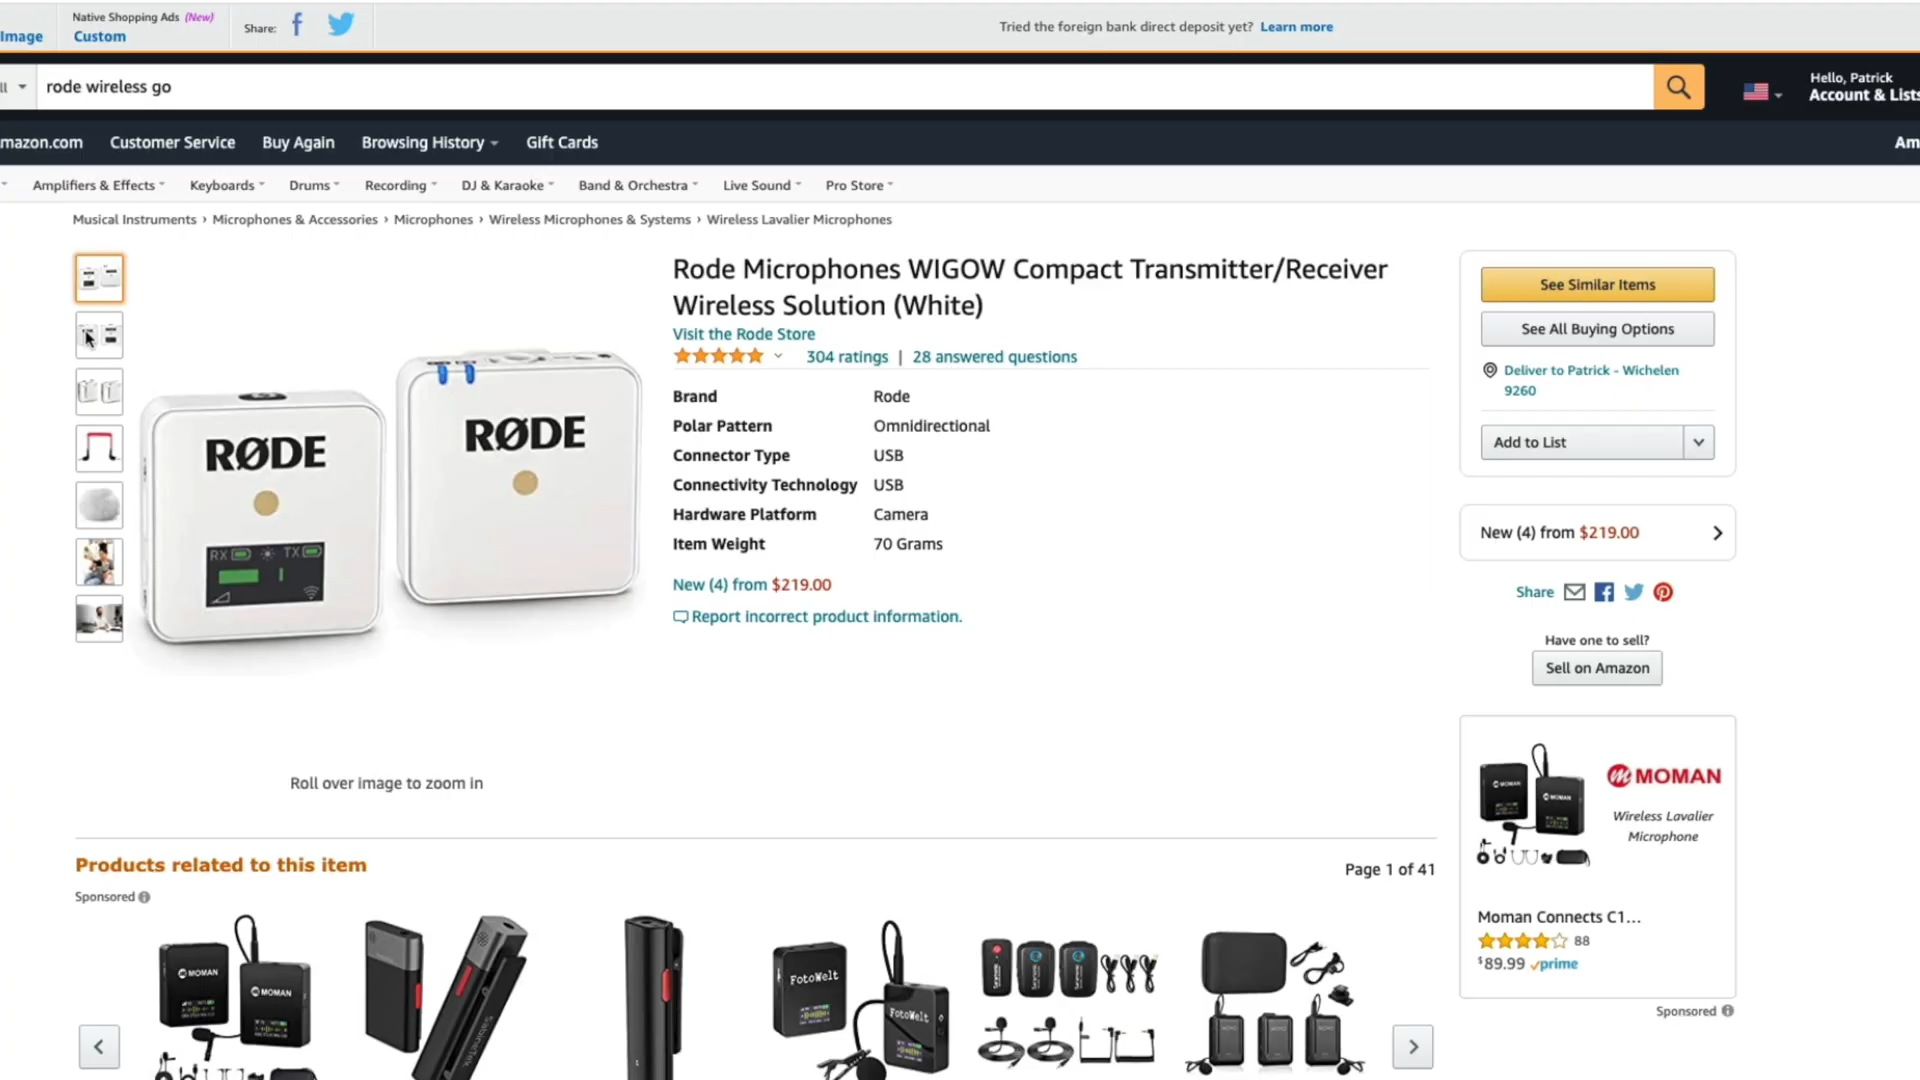 Native Shopping Ads (New)
Image
Custom
Share:
Tried the foreign bank direct deposit yet? Learn more
rode wireless go
Hello, Patrick
Account & Lists
mazon.com Customer Service Buy Again Browsing History Gift Cards
Am
Amplifiers & Effects Keyboards Drums Recording DJ & Karaoke Band & Orchestra Live Sound Pro Store
Musical Instruments › Microphones & Accessories › Microphones › Wireless Microphones & Systems › Wireless Lavalier Microphones
Rode Microphones WIGOW Compact Transmitter/Receiver
Wireless Solution (White)
Visit the Rode Store
304 ratings | 28 answered questions
Brand Rode
Polar Pattern Omnidirectional
Connector Type USB
Connectivity Technology USB
Hardware Platform Camera
Item Weight 70 Grams
New (4) from $219.00
Report incorrect product information.
RØDE
RØDE
RX TX
Roll over image to zoom in
See Similar Items
See All Buying Options
Deliver to Patrick - Wichelen
9260
Add to List
New (4) from $219.00
Share
Have one to sell?
Sell on Amazon
MOMAN
MOMAN
MOMAN
Wireless Lavalier
Microphone
Moman Connects C1...
88
$89.99 prime
Sponsored
Products related to this item
Page 1 of 41
Sponsored
MOMAN
MOMAN
FotoWelt
FotoWelt